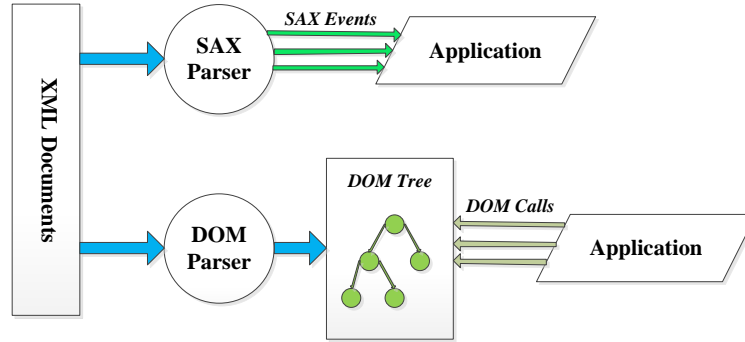 XML Documents
SAX
Parser
SAX Events
Application
DOM
Parser
DOM Tree
DOM Calls
Application